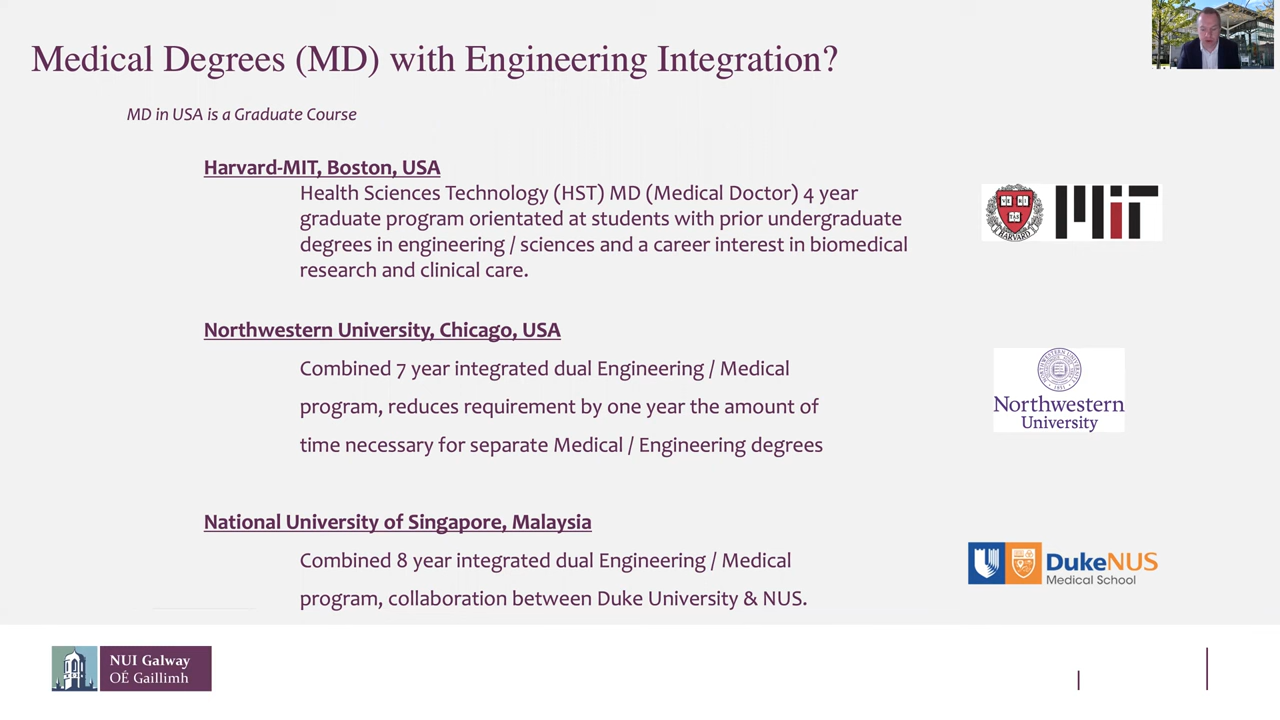 Medical Degrees (MD) with Engineering Integration?
MD in USA is a Graduate Course
Harvard-MIT, Boston, USA
Health Sciences Technology (HST) MD (Medical Doctor) 4 year
graduate program orientated at students with prior undergraduate
degrees in engineering / sciences and a career interest in biomedical
research and clinical care.
VE RI
TAS
HARVARD
MIT
Northwestern University, Chicago, USA
Combined 7 year integrated dual Engineering / Medical
program, reduces requirement by one year the amount of
time necessary for separate Medical / Engineering degrees
Northwestern
University
National University of Singapore, Malaysia
Combined 8 year integrated dual Engineering / Medical
program, collaboration between Duke University & NUS.
DukeNUS
Medical School
NUI Galway
OÉ Gaillimh